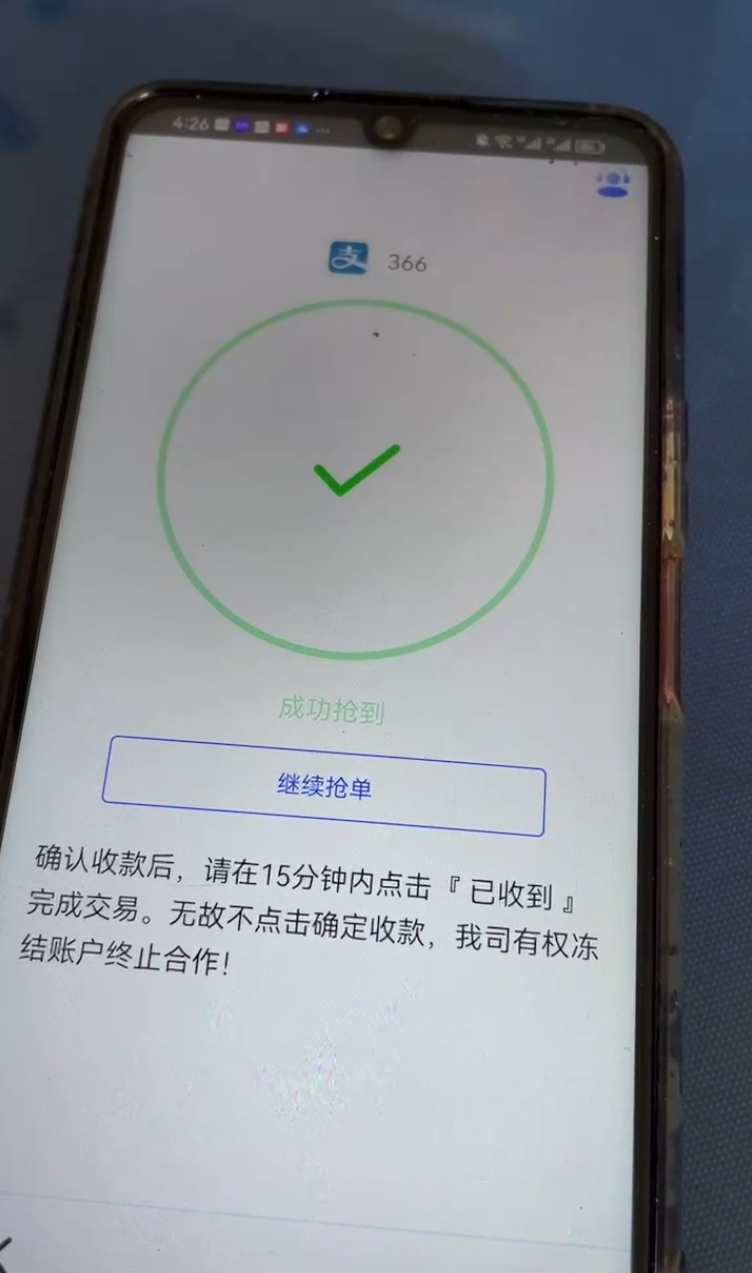 4:26
支 366
成功抢到
继续抢单
确认收款后，请在15分钟内点击『已收到』
完成交易。无故不点击确定收款，我司有权冻
结账户终止合作！